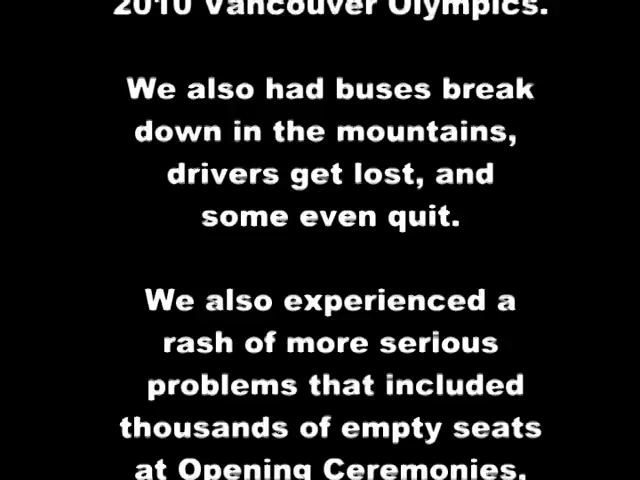 2010 Vancouver Olympics.
We also had buses break
down in the mountains,
drivers get lost, and
some even quit.
We also experienced a
rash of more serious
problems that included
thousands of empty seats
at Opening Ceremonies,